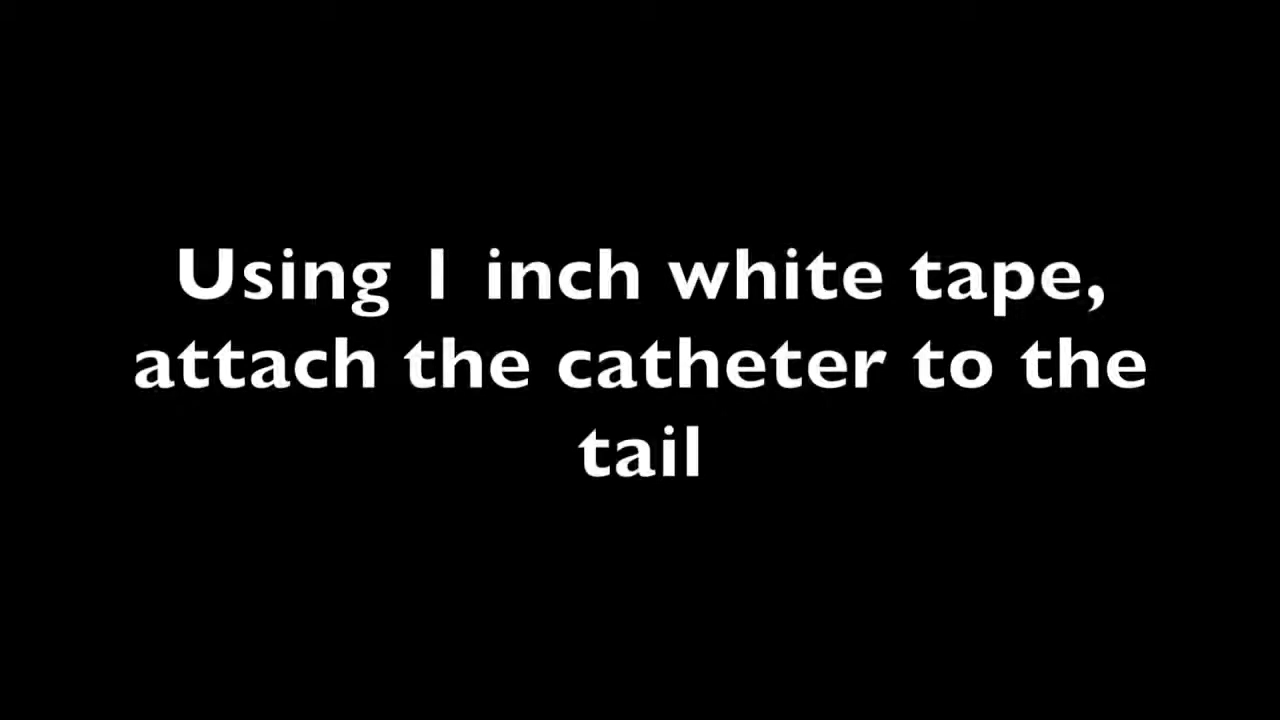 Using 1 inch white tape,
attach the catheter to the
tail